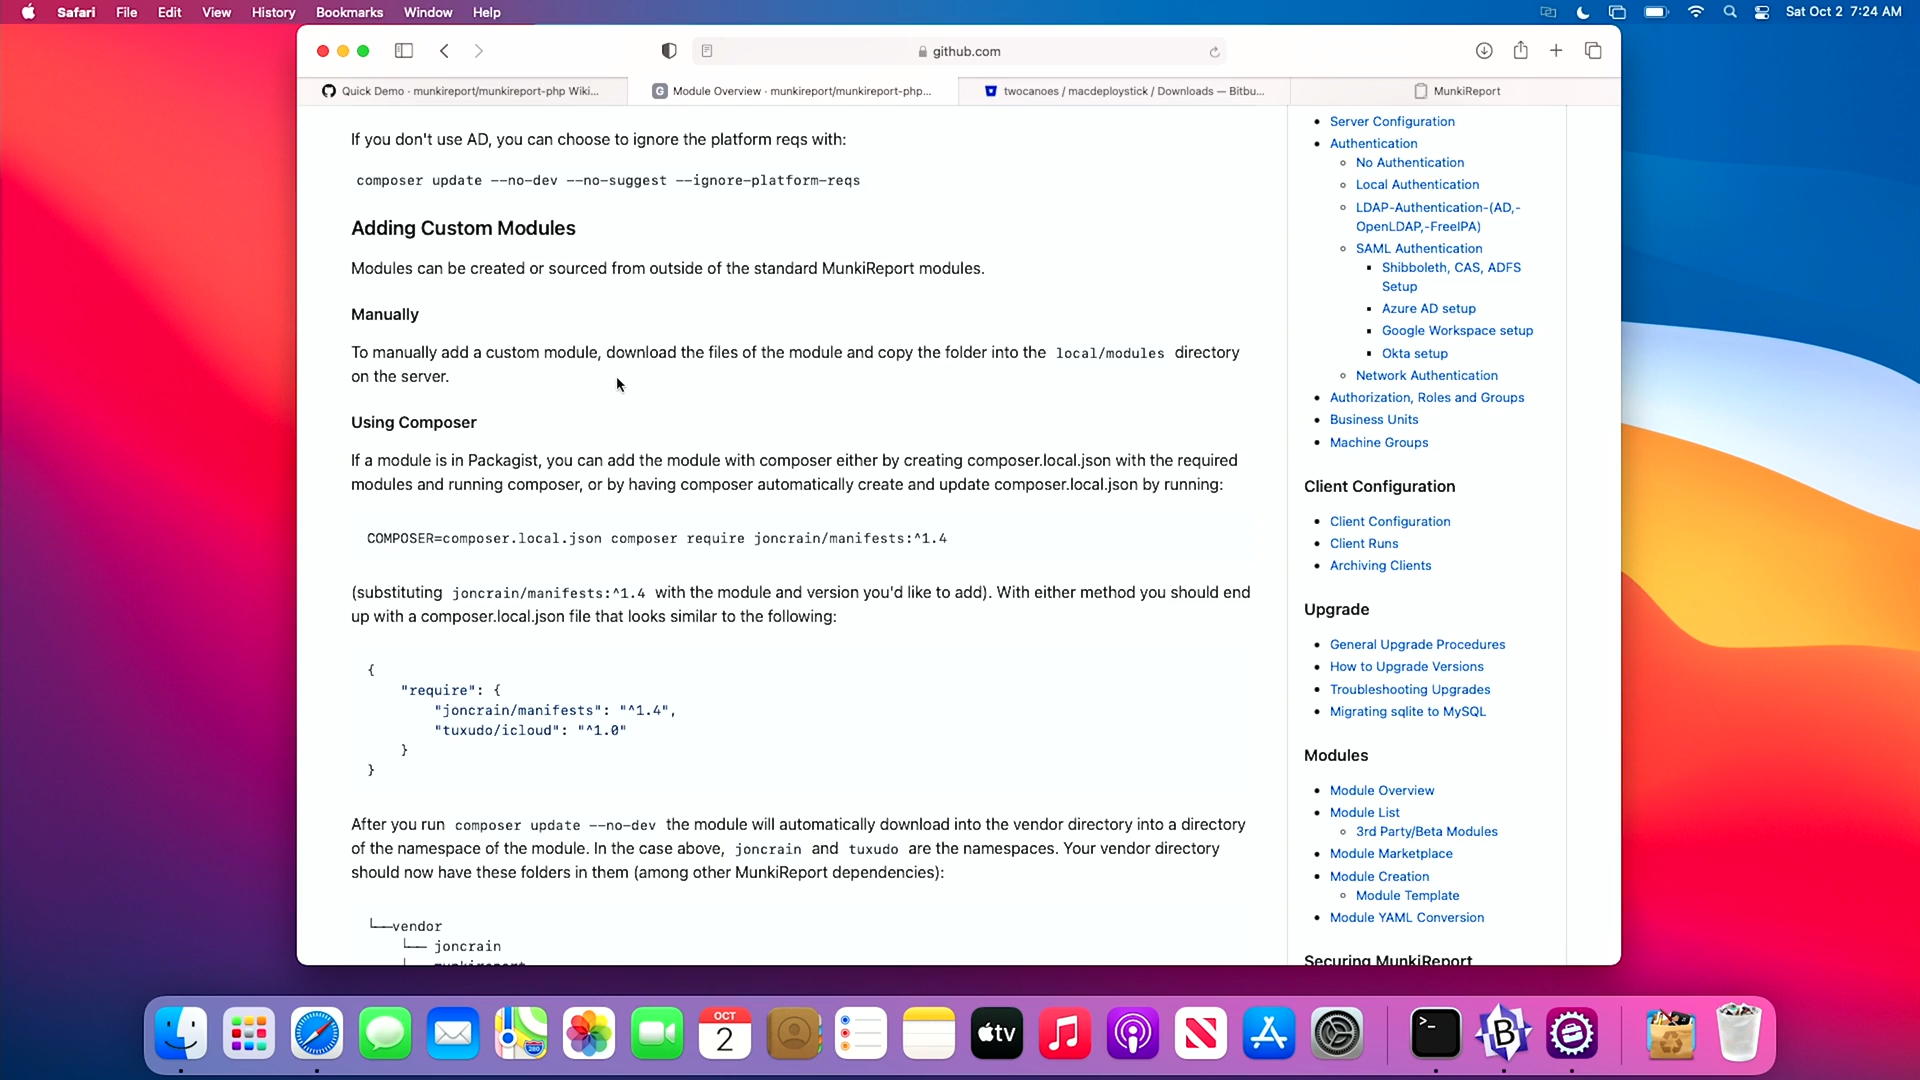 Safari File Edit View History Bookmarks Window Help
Sat Oct 2 7:24 AM
github.com
Quick Demo · munkireport/munkireport-php Wiki...
Module Overview · munkireport/munkireport-php...
twocanoes / macdeploystick / Downloads — Bitbu...
MunkiReport
If you don't use AD, you can choose to ignore the platform reqs with:
composer update --no-dev --no-suggest --ignore-platform-reqs
Adding Custom Modules
Modules can be created or sourced from outside of the standard MunkiReport modules.
Manually
To manually add a custom module, download the files of the module and copy the folder into the local/modules directory
on the server.
Using Composer
If a module is in Packagist, you can add the module with composer either by creating composer.local.json with the required
modules and running composer, or by having composer automatically create and update composer.local.json by running:
COMPOSER=composer.local.json composer require joncrain/manifests:^1.4
(substituting joncrain/manifests:^1.4 with the module and version you'd like to add). With either method you should end
up with a composer.local.json file that looks similar to the following:
{
"require": {
"joncrain/manifests": "^1.4",
"tuxudo/icloud": "^1.0"
}
}
After you run composer update --no-dev the module will automatically download into the vendor directory into a directory
of the namespace of the module. In the case above, joncrain and tuxudo are the namespaces. Your vendor directory
should now have these folders in them (among other MunkiReport dependencies):
└──vendor
└── joncrain
Server Configuration
Authentication
No Authentication
Local Authentication
LDAP-Authentication-(AD,-
OpenLDAP,-FreeIPA)
SAML Authentication
Shibboleth, CAS, ADFS
Setup
Azure AD setup
Google Workspace setup
Okta setup
Network Authentication
Authorization, Roles and Groups
Business Units
Machine Groups
Client Configuration
Client Configuration
Client Runs
Archiving Clients
Upgrade
General Upgrade Procedures
How to Upgrade Versions
Troubleshooting Upgrades
Migrating sqlite to MySQL
Modules
Module Overview
Module List
3rd Party/Beta Modules
Module Marketplace
Module Creation
Module Template
Module YAML Conversion
Securing MunkiReport
OCT
2
tv